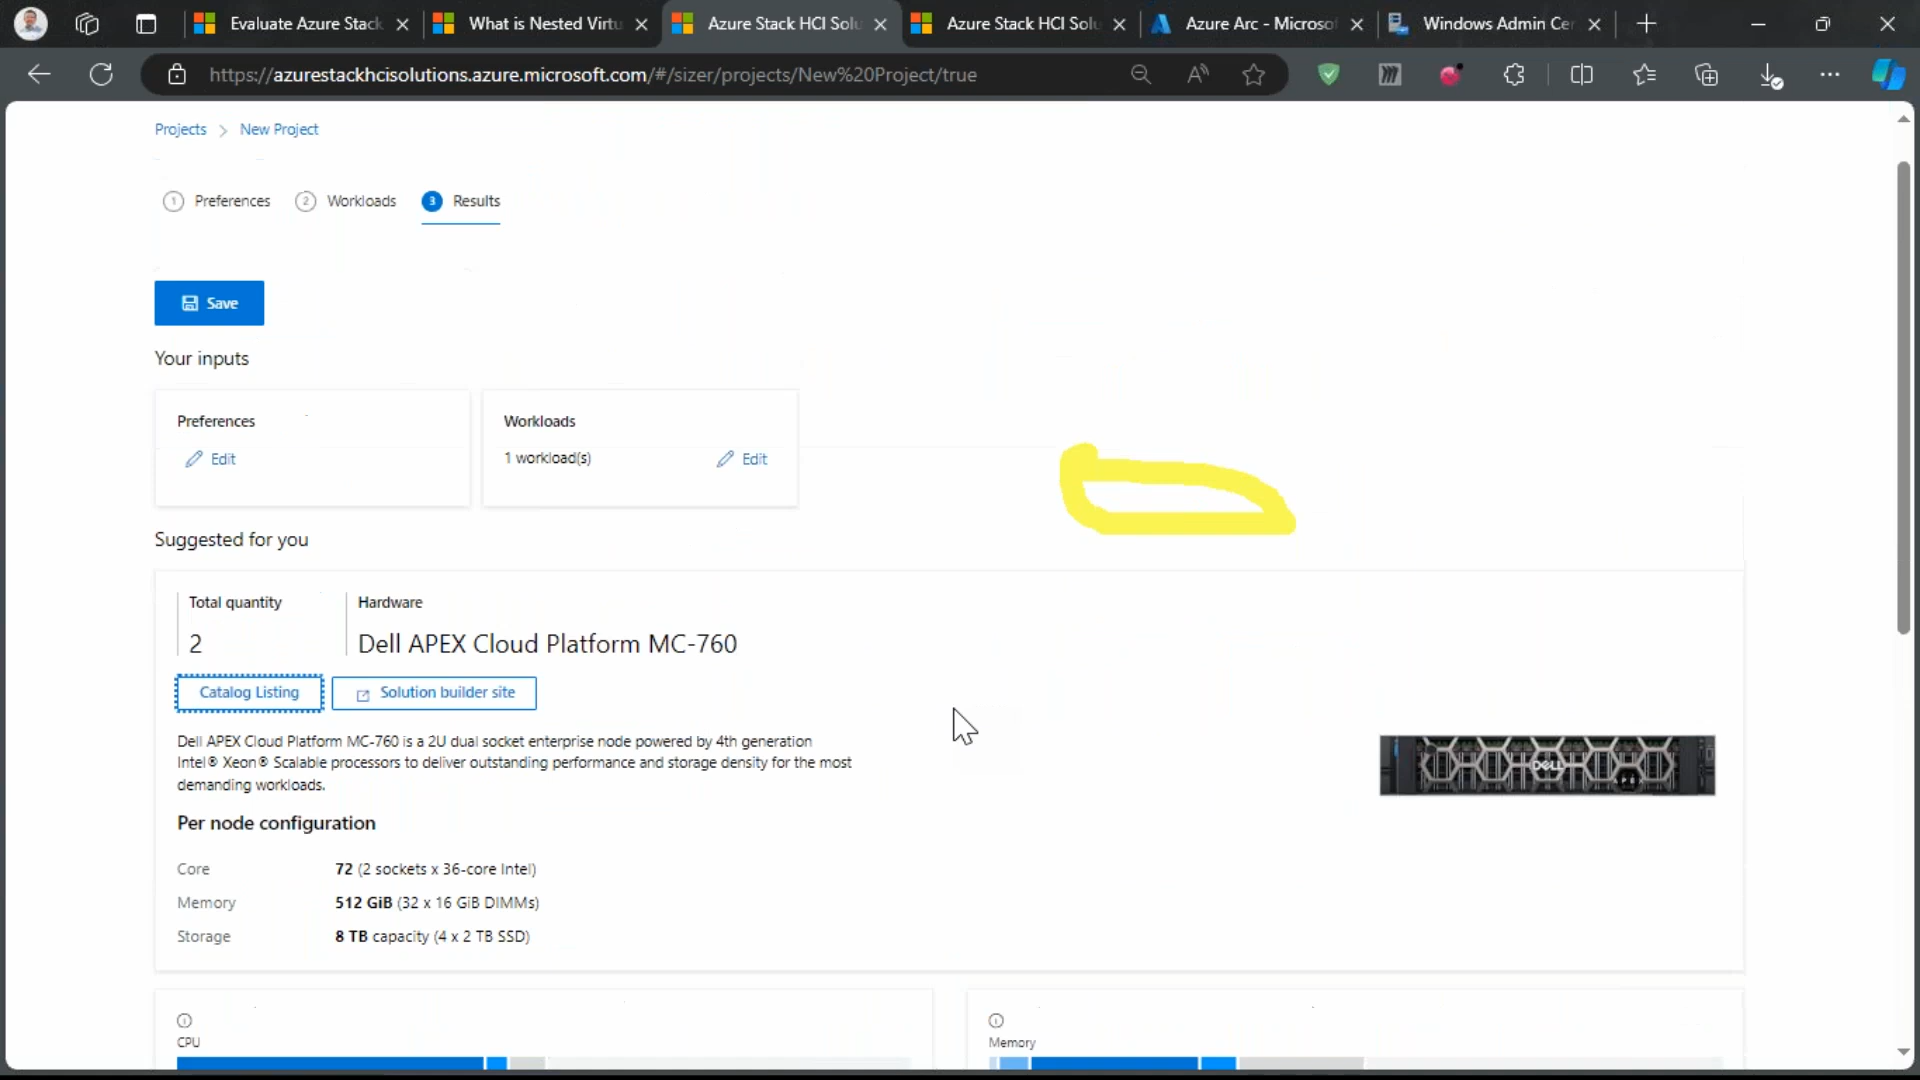 Evaluate Azure Stack
What is Nested Virtu
Azure Stack HCI Solu
Azure Stack HCI Solu
Azure Arc - Microsof
Windows Admin Cer
https://azurestackhcisolutions.azure.microsoft.com/#/sizer/projects/New%20Project/true
Projects > New Project
1 Preferences
2 Workloads
3 Results
Save
Your inputs
Preferences
Edit
Workloads
1 workload(s)
Edit
Suggested for you
Total quantity
2
Hardware
Dell APEX Cloud Platform MC-760
Catalog Listing
Solution builder site
Dell APEX Cloud Platform MC-760 is a 2U dual socket enterprise node powered by 4th generation
Intel® Xeon® Scalable processors to deliver outstanding performance and storage density for the most
demanding workloads.
DELL
APEX
Per node configuration
Core
72 (2 sockets x 36-core Intel)
Memory
512 GiB (32 x 16 GiB DIMMs)
Storage
8 TB capacity (4 x 2 TB SSD)
CPU
Memory